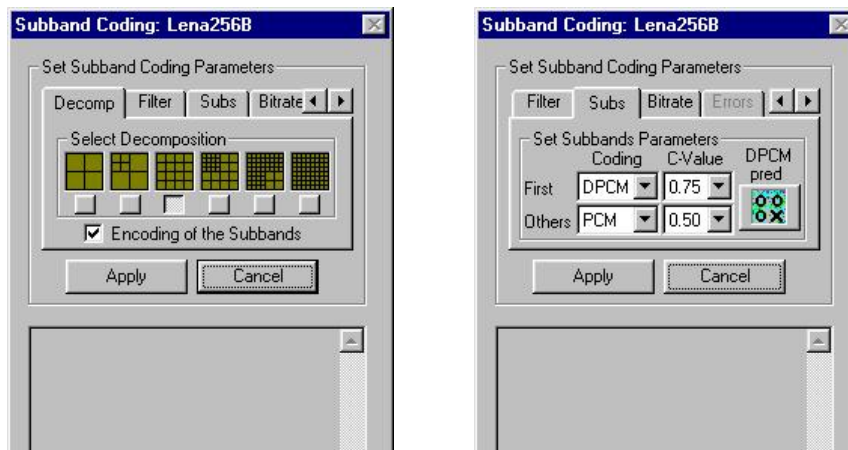 Subband Coding: Lena256B
Set Subband Coding Parameters
Decomp Filter Subs Bitrate
Select Decomposition
Encoding of the Subbands
Apply Cancel
Subband Coding: Lena256B
Set Subband Coding Parameters
Filter Subs Bitrate Errors
Set Subbands Parameters
Coding C-Value DPCM pred
First DPCM 0.75
Others PCM 0.50
Apply Cancel